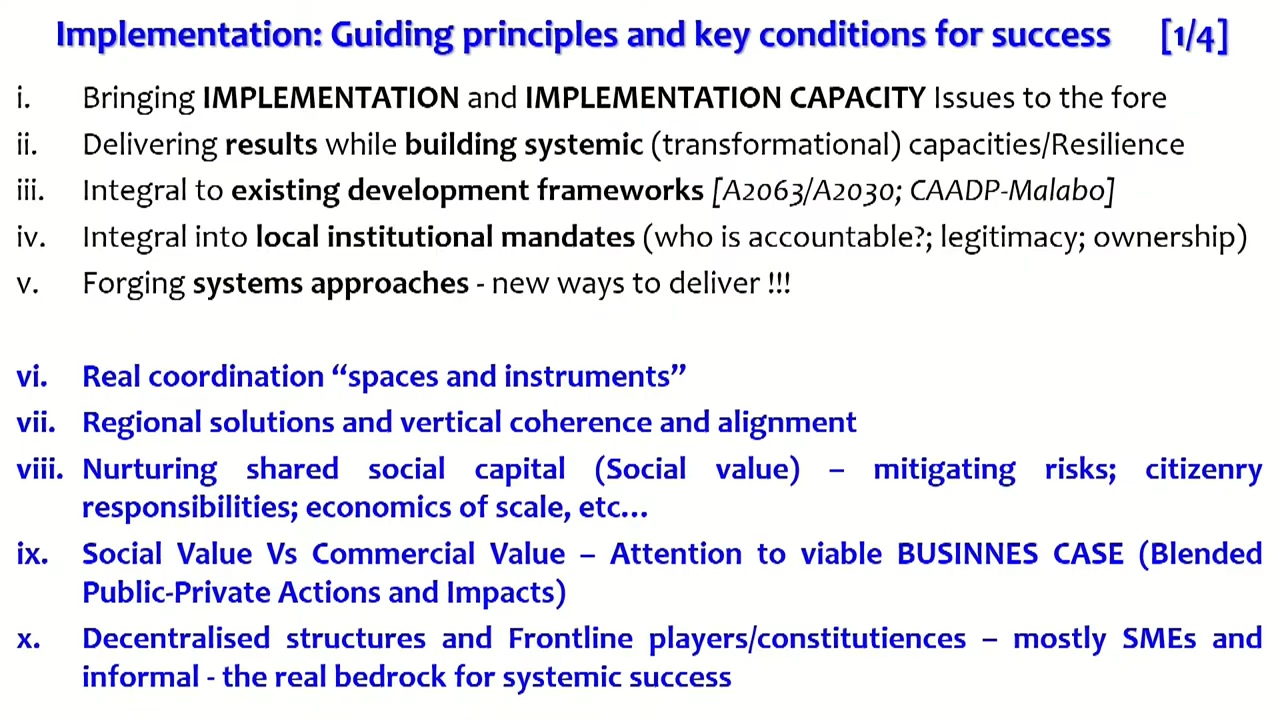 Implementation: Guiding principles and key conditions for success [1/4]
i. Bringing IMPLEMENTATION and IMPLEMENTATION CAPACITY Issues to the fore
ii. Delivering results while building systemic (transformational) capacities/Resilience
iii. Integral to existing development frameworks [A2063/A2030; CAADP-Malabo]
iv. Integral into local institutional mandates (who is accountable?; legitimacy; ownership)
v. Forging systems approaches - new ways to deliver !!!
vi. Real coordination “spaces and instruments”
vii. Regional solutions and vertical coherence and alignment
viii. Nurturing shared social capital (Social value) – mitigating risks; citizenry
responsibilities; economics of scale, etc…
ix. Social Value Vs Commercial Value – Attention to viable BUSINNES CASE (Blended
Public-Private Actions and Impacts)
x. Decentralised structures and Frontline players/constitutiences – mostly SMEs and
informal - the real bedrock for systemic success